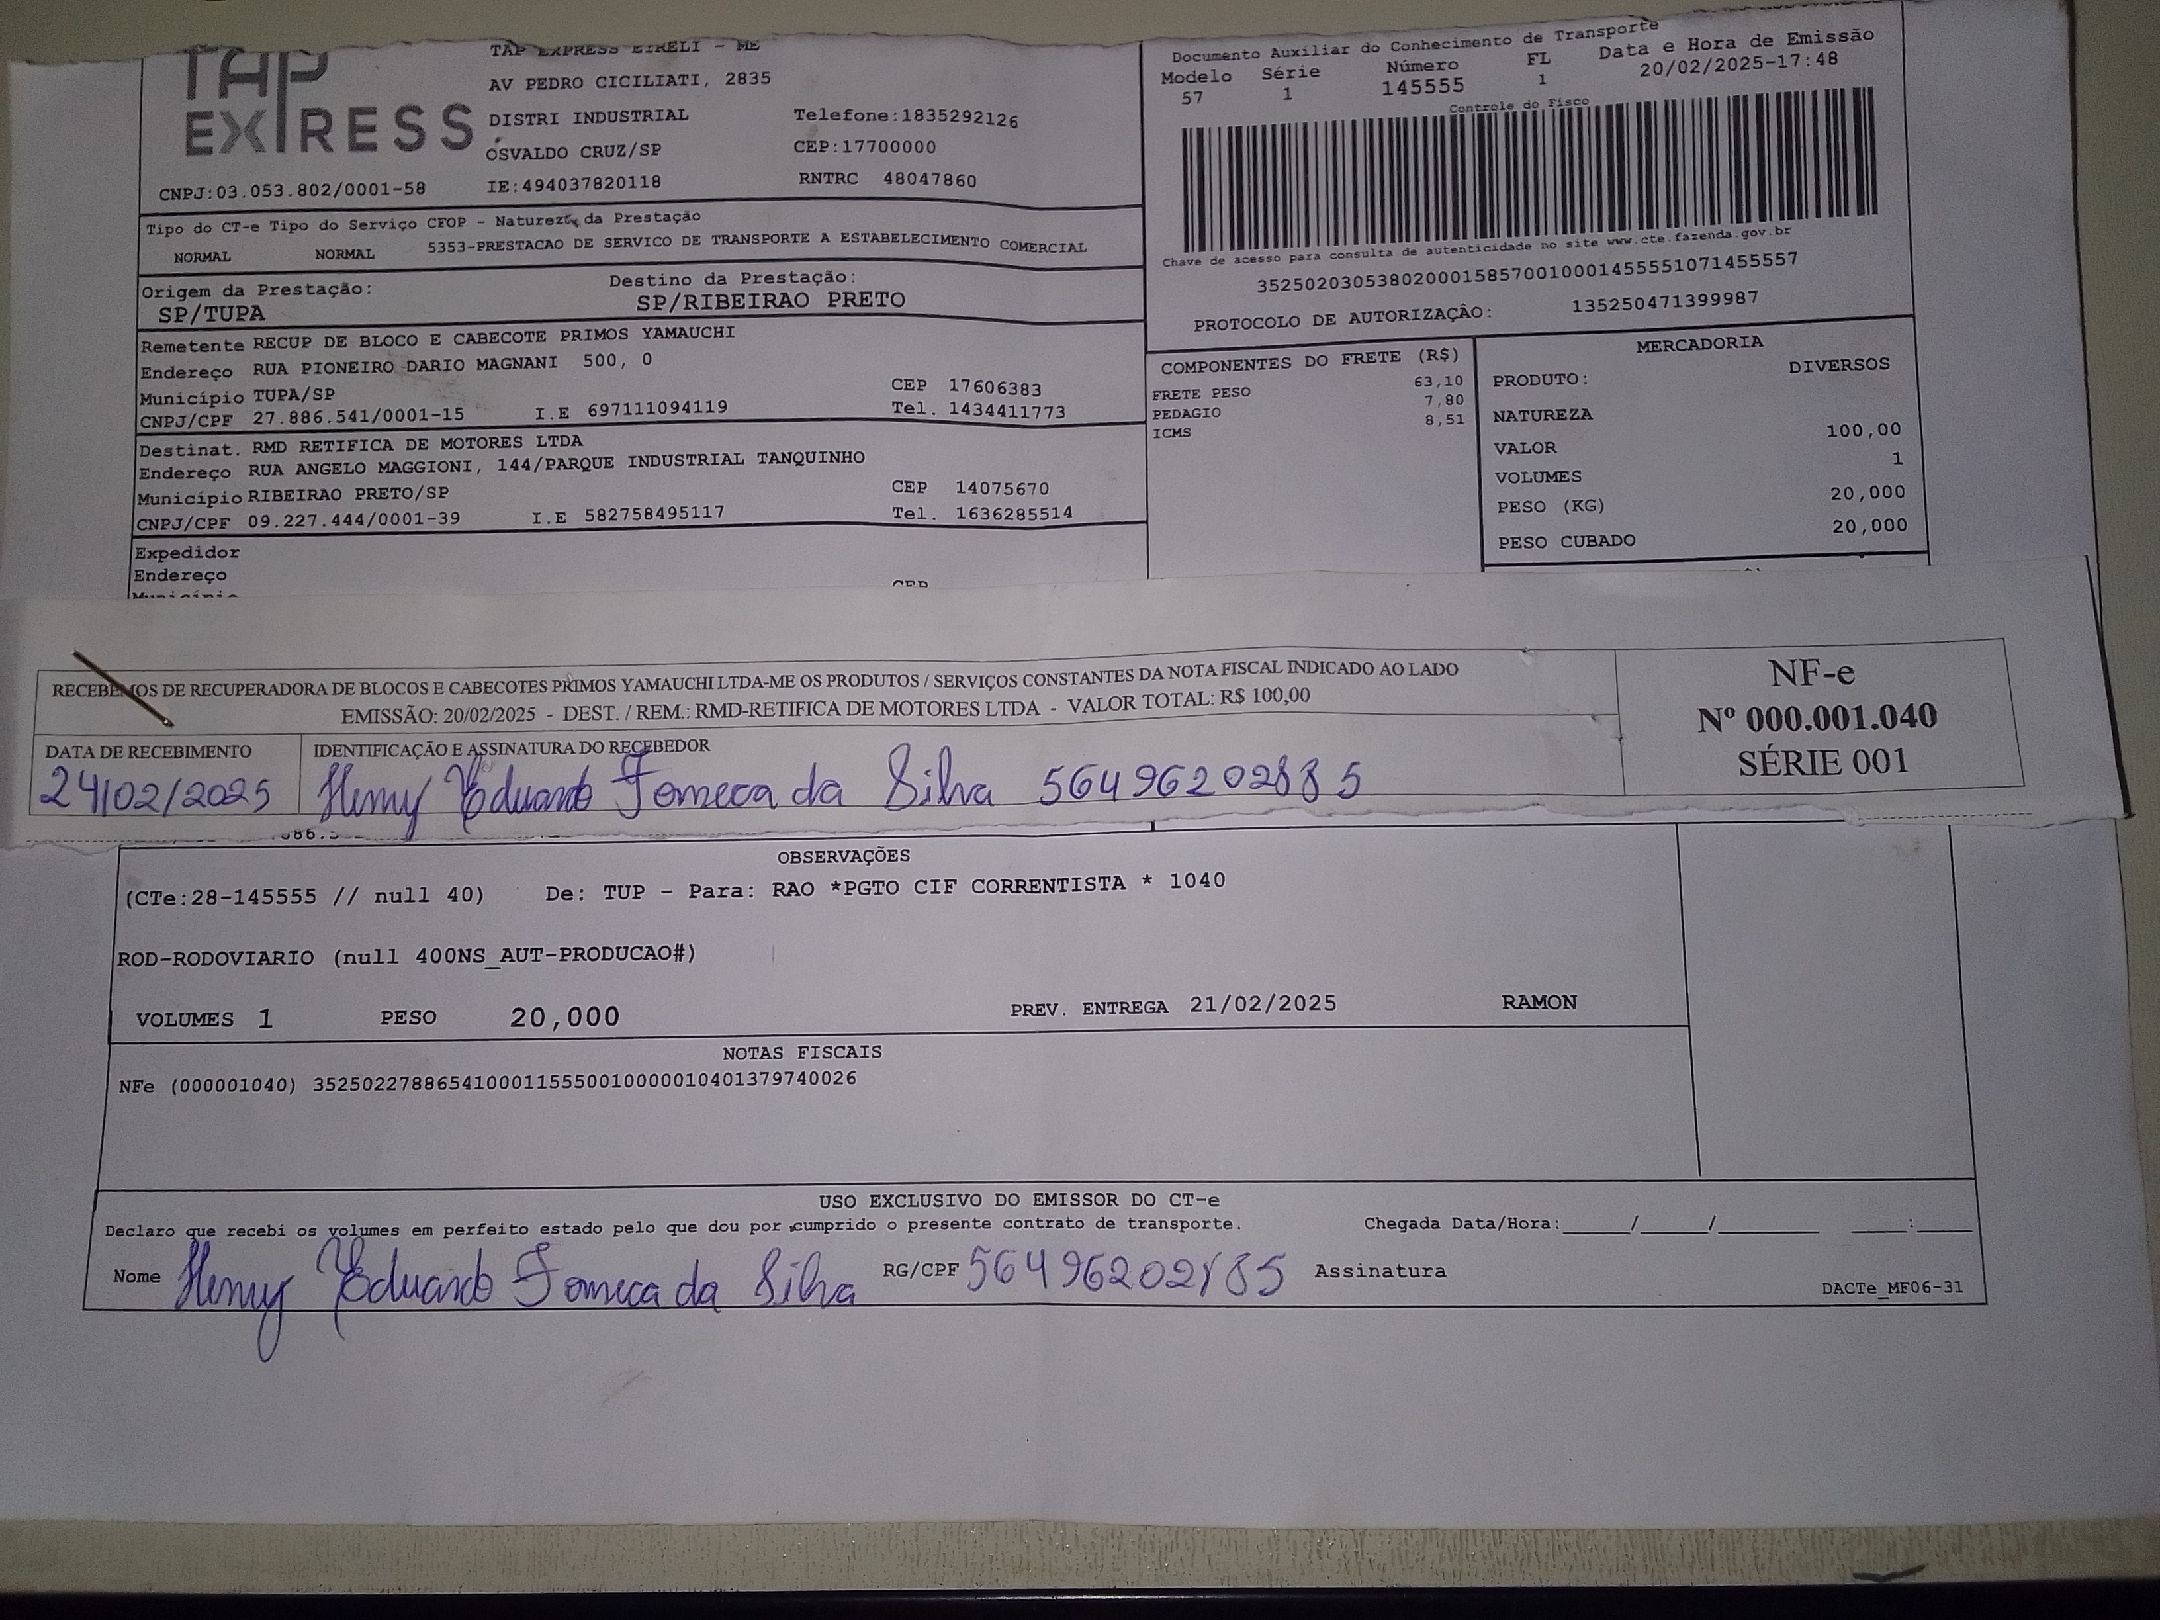 TAP EXPRESS
TAP EXPRESS EIRELI - ME
AV PEDRO CICILIATI, 2835
DISTRI INDUSTRIAL Telefone:1835292126
OSVALDO CRUZ/SP CEP:17700000
CNPJ:03.053.802/0001-58 IE:494037820118 RNTRC 48047860
Documento Auxiliar do Conhecimento de Transporte
Modelo Série Número FL Data e Hora de Emissão
57 1 145555 1 20/02/2025-17:48
Controle do Fisco
Chave de acesso para consulta de autenticidade no site www.cte.fazenda.gov.br
35250203053802000158570010001455551071455557
PROTOCOLO DE AUTORIZAÇÂO: 135250471399987
Tipo do CT-e Tipo do Serviço CFOP - Natureza da Prestação
NORMAL NORMAL 5353-PRESTACAO DE SERVICO DE TRANSPORTE A ESTABELECIMENTO COMERCIAL
Origem da Prestação: Destino da Prestação:
SP/TUPA SP/RIBEIRAO PRETO
Remetente RECUP DE BLOCO E CABECOTE PRIMOS YAMAUCHI
Endereço RUA PIONEIRO DARIO MAGNANI 500, 0
Município TUPA/SP CEP 17606383
CNPJ/CPF 27.886.541/0001-15 I.E 697111094119 Tel. 1434411773
Destinat. RMD RETIFICA DE MOTORES LTDA
Endereço RUA ANGELO MAGGIONI, 144/PARQUE INDUSTRIAL TANQUINHO
Município RIBEIRAO PRETO/SP CEP 14075670
CNPJ/CPF 09.227.444/0001-39 I.E 582758495117 Tel. 1636285514
Expedidor
Endereço
Município CEP
COMPONENTES DO FRETE (R$)
FRETE PESO 63,10
PEDAGIO 7,80
ICMS 8,51
MERCADORIA
PRODUTO: DIVERSOS
NATUREZA
VALOR 100,00
VOLUMES 1
PESO (KG) 20,000
PESO CUBADO 20,000
RECEBEMOS DE RECUPERADORA DE BLOCOS E CABECOTES PRIMOS YAMAUCHI LTDA-ME OS PRODUTOS / SERVIÇOS CONSTANTES DA NOTA FISCAL INDICADO AO LADO
EMISSÃO: 20/02/2025 - DEST. / REM.: RMD-RETIFICA DE MOTORES LTDA - VALOR TOTAL: R$ 100,00
DATA DE RECEBIMENTO IDENTIFICAÇÃO E ASSINATURA DO RECEBEDOR
24/02/2025 Henry Eduardo Fonseca da Silva 56496202885
NF-e
Nº 000.001.040
SÉRIE 001
OBSERVAÇÕES
(CTe:28-145555 // null 40) De: TUP - Para: RAO *PGTO CIF CORRENTISTA * 1040
ROD-RODOVIARIO (null 400NS_AUT-PRODUCAO#)
VOLUMES 1 PESO 20,000 PREV. ENTREGA 21/02/2025 RAMON
NOTAS FISCAIS
NFe (000001040) 35250227886541000115550010000010401379740026
USO EXCLUSIVO DO EMISSOR DO CT-e
Declaro que recebi os volumes em perfeito estado pelo que dou por cumprido o presente contrato de transporte. Chegada Data/Hora:_____/_____/_______ ____:____
Nome Henry Eduardo Fonseca da Silva RG/CPF 56496202885 Assinatura
DACTe_MF06-31